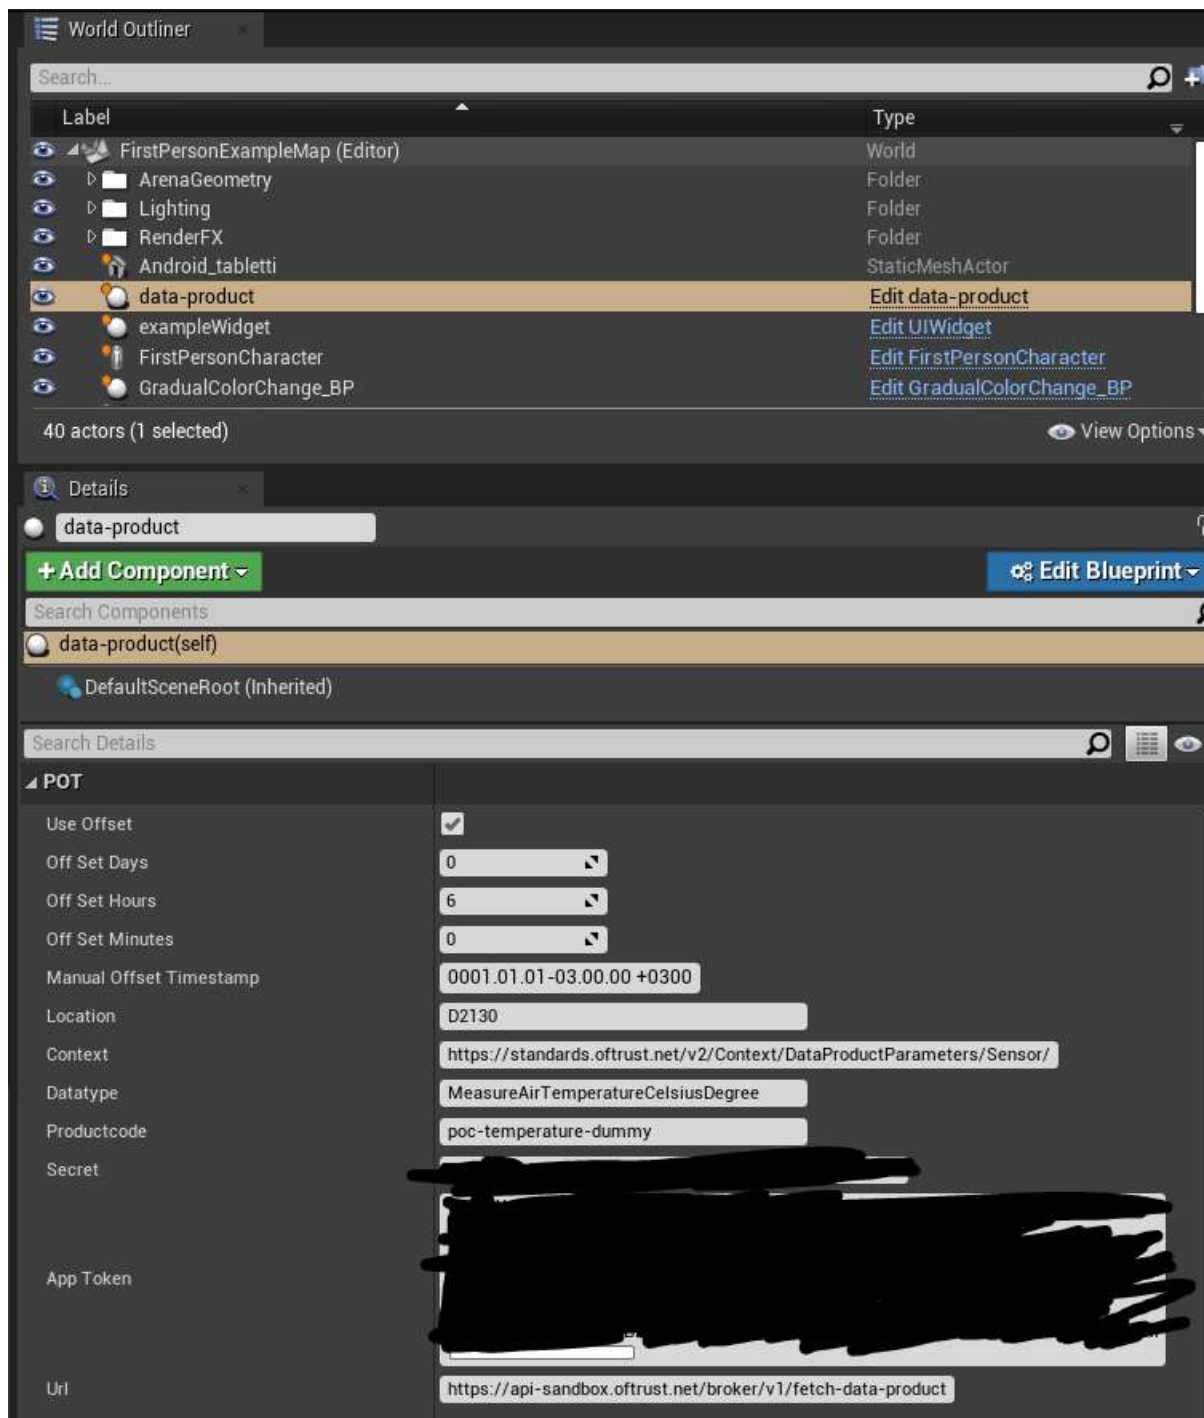 World Outliner
Search...
Label Type
FirstPersonExampleMap (Editor) World
ArenaGeometry Folder
Lighting Folder
RenderFX Folder
Android_tabletti StaticMeshActor
data-product Edit data-product
exampleWidget Edit UIWidget
FirstPersonCharacter Edit FirstPersonCharacter
GradualColorChange_BP Edit GradualColorChange_BP
40 actors (1 selected) View Options
Details
data-product
+ Add Component Edit Blueprint
Search Components
data-product(self)
DefaultSceneRoot (Inherited)
Search Details
POT
Use Offset
Off Set Days 0
Off Set Hours 6
Off Set Minutes 0
Manual Offset Timestamp 0001.01.01-03.00.00 +0300
Location D2130
Context https://standards.oftrust.net/v2/Context/DataProductParameters/Sensor/
Datatype MeasureAirTemperatureCelsiusDegree
Productcode poc-temperature-dummy
Secret
App Token
Url https://api-sandbox.oftrust.net/broker/v1/fetch-data-product